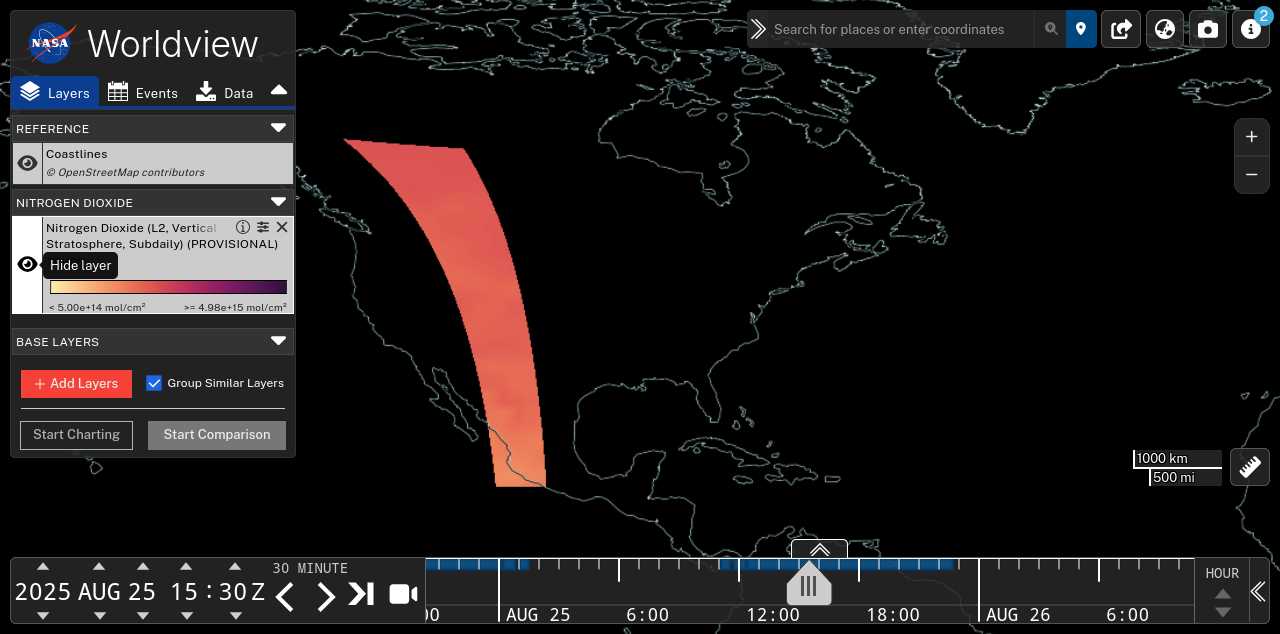 NASA
Worldview
Layers
Events
Data
REFERENCE
Coastlines
© OpenStreetMap contributors
NITROGEN DIOXIDE
Nitrogen Dioxide (L2, Vertical
Stratosphere, Subdaily) (PROVISIONAL)
Hide layer
< 5.00e+14 mol/cm²
>= 4.98e+15 mol/cm²
BASE LAYERS
+ Add Layers
Group Similar Layers
Start Charting
Start Comparison
Search for places or enter coordinates
2
+
−
1000 km
500 mi
2025 AUG 25 15 : 30 Z
30 MINUTE
00
AUG 25
6:00
12:00
18:00
AUG 26
6:00
HOUR